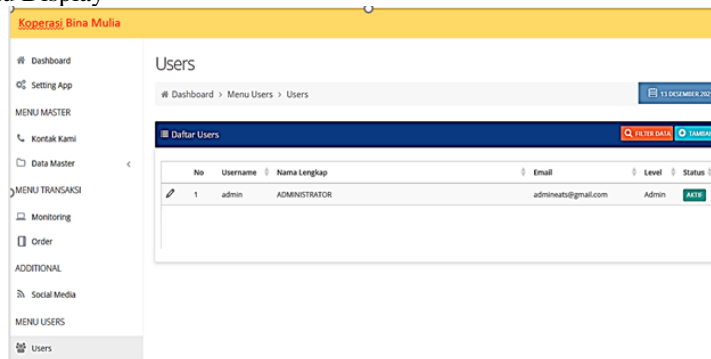 Koperasi Bina Mulia
Dashboard
Setting App
MENU MASTER
Kontak Kami
Data Master
MENU TRANSAKSI
Monitoring
Order
ADDITIONAL
Social Media
MENU USERS
Users
Users
Dashboard > Menu Users > Users
13 DESEMBER 202
Daftar Users
FILTER DATA
TAMBA
No Username Nama Lengkap Email Level Status
1 admin ADMINISTRATOR admineats@gmail.com Admin AKTIF